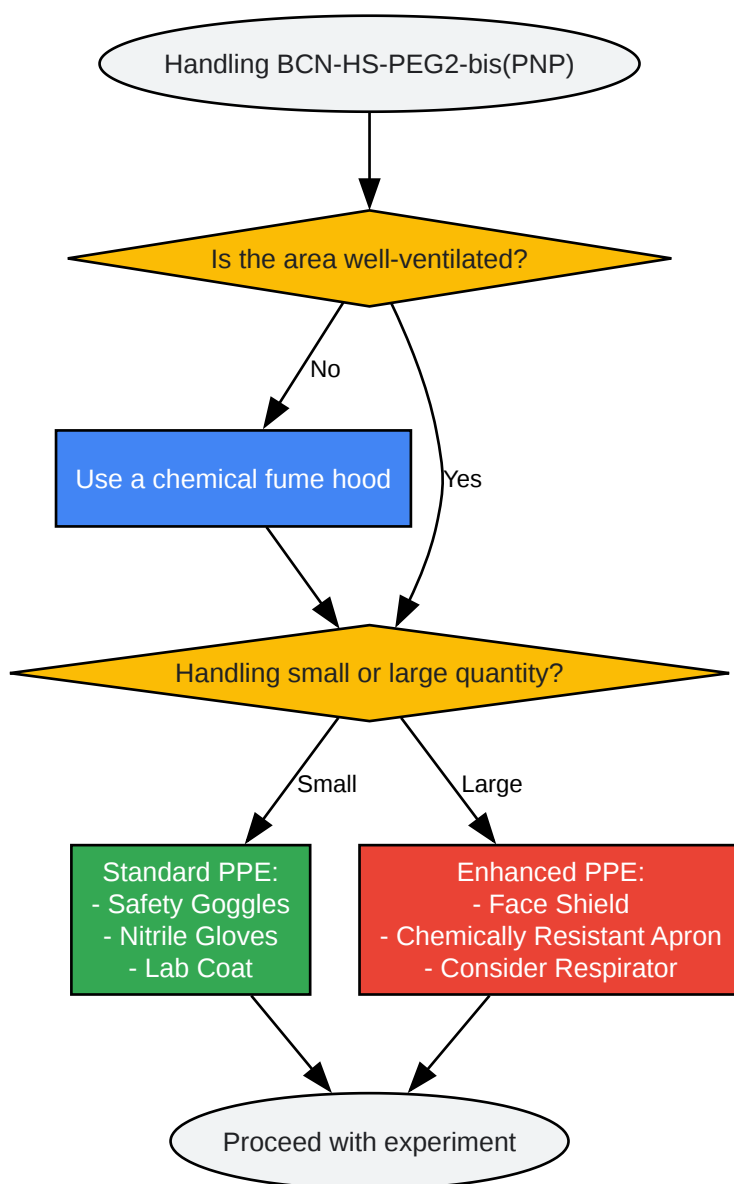 Handling BCN-HS-PEG2-bis(PNP)
Is the area well-ventilated?
No
Use a chemical fume hood
Yes
Handling small or large quantity?
Small
Large
Standard PPE:
- Safety Goggles
- Nitrile Gloves
- Lab Coat
Enhanced PPE:
- Face Shield
- Chemically Resistant Apron
- Consider Respirator
Proceed with experiment